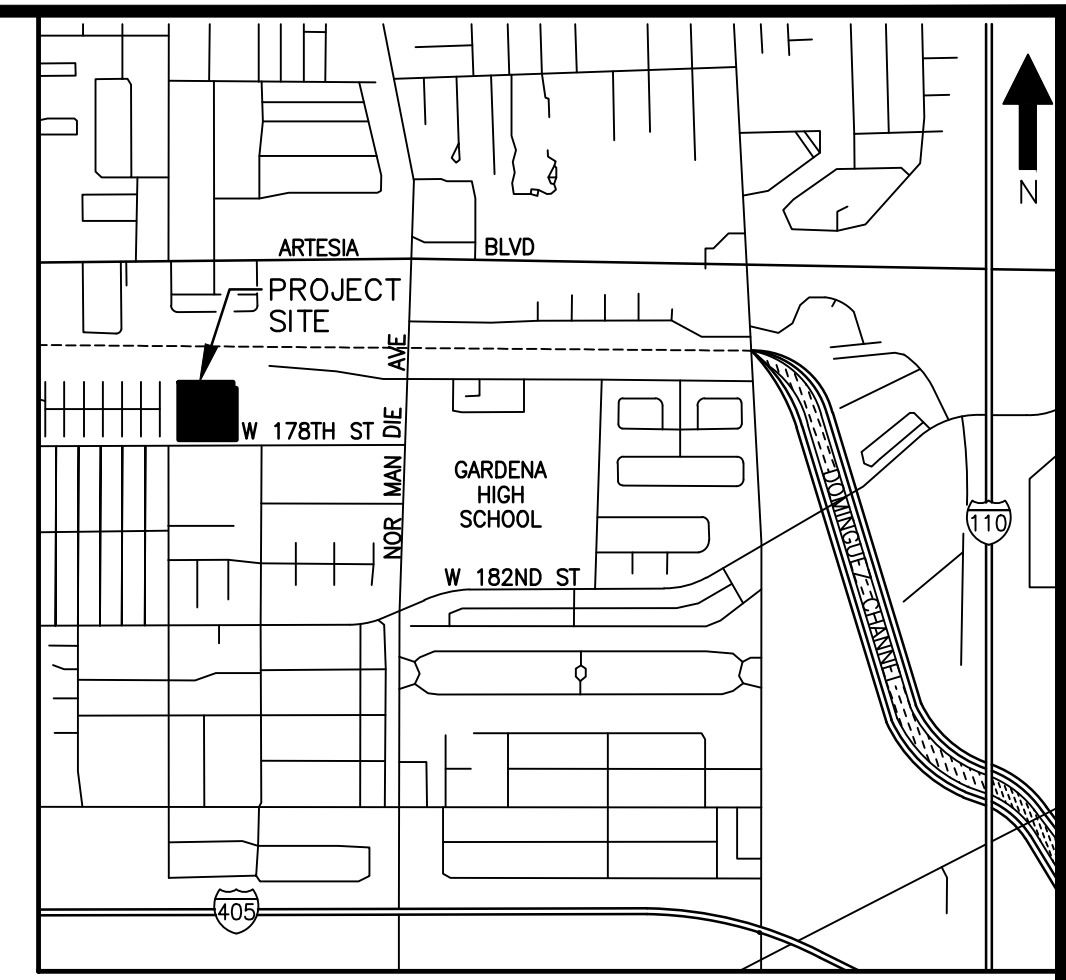 N
ARTESIA BLVD
PROJECT
SITE
NOR MAN DIE AVE
W 178TH ST
GARDENA
HIGH
SCHOOL
110
DOMINGUEZ CHANNEL
W 182ND ST
405